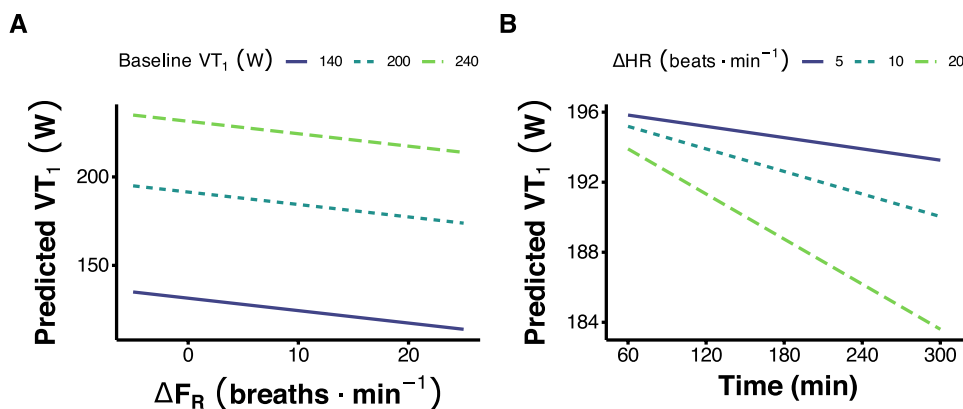 A
Baseline VT₁ (W) 140 200 240
Predicted VT₁ (W)
200
150
0 10 20
ΔF_R (breaths · min⁻¹)
B
ΔHR (beats · min⁻¹) 5 10 20
Predicted VT₁ (W)
196
192
188
184
60 120 180 240 300
Time (min)